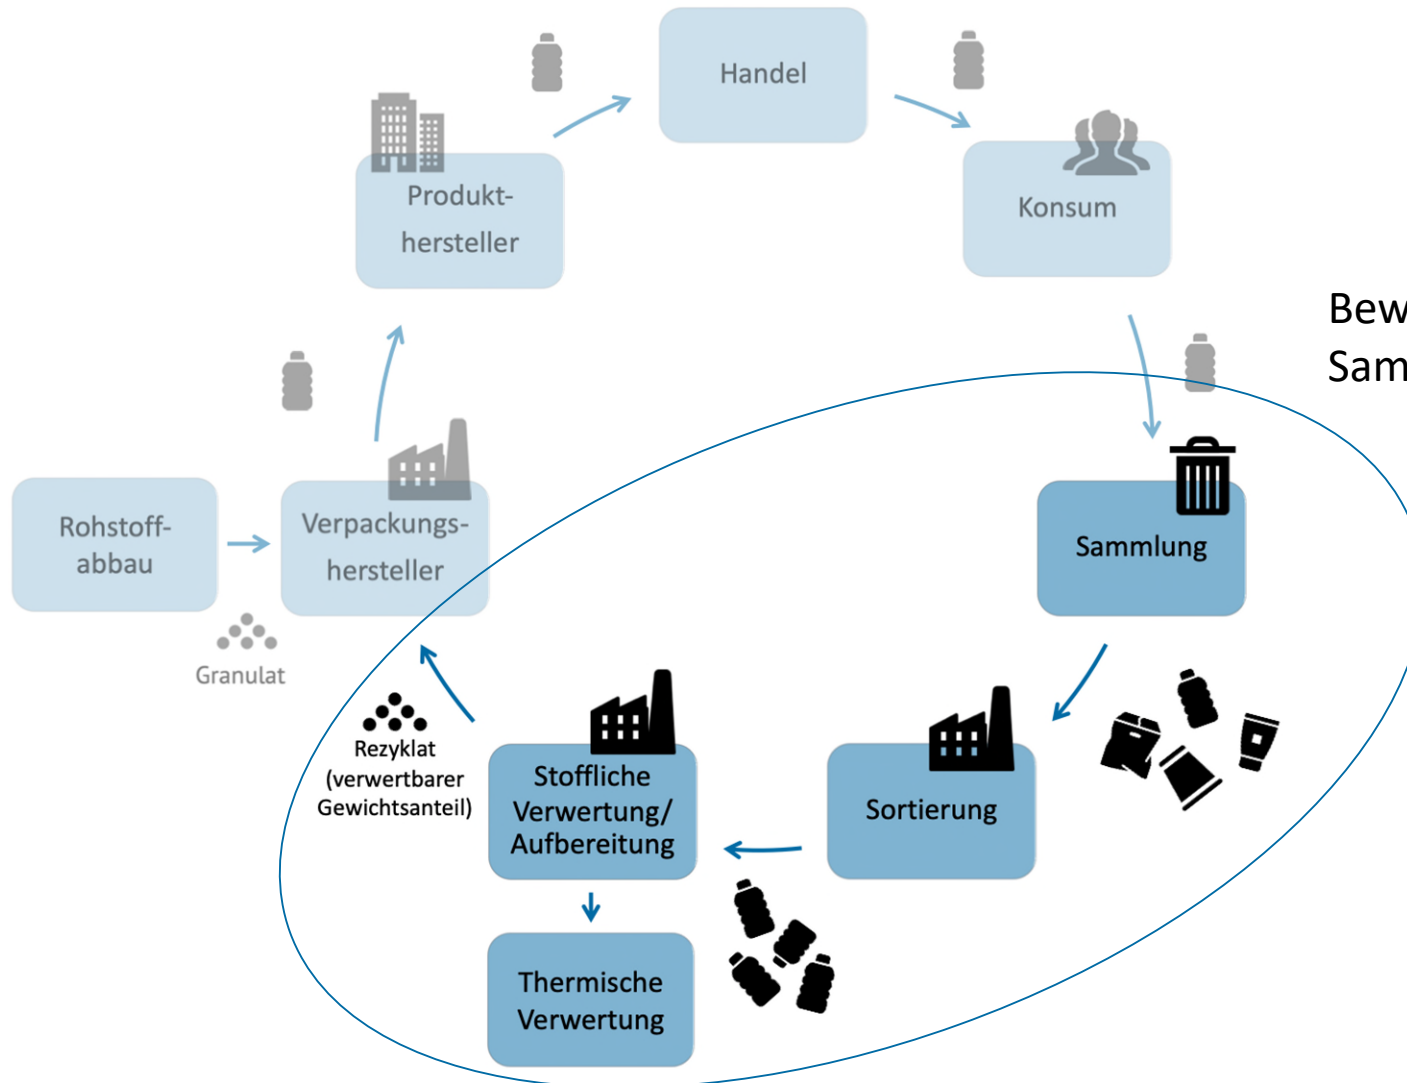 Handel
Produkt-
hersteller
Konsum
Rohstoff-
abbau
Verpackungs-
hersteller
Granulat
Sammlung
Rezyklat
(verwertbarer
Gewichtsanteil)
Stoffliche
Verwertung/
Aufbereitung
Sortierung
Thermische
Verwertung